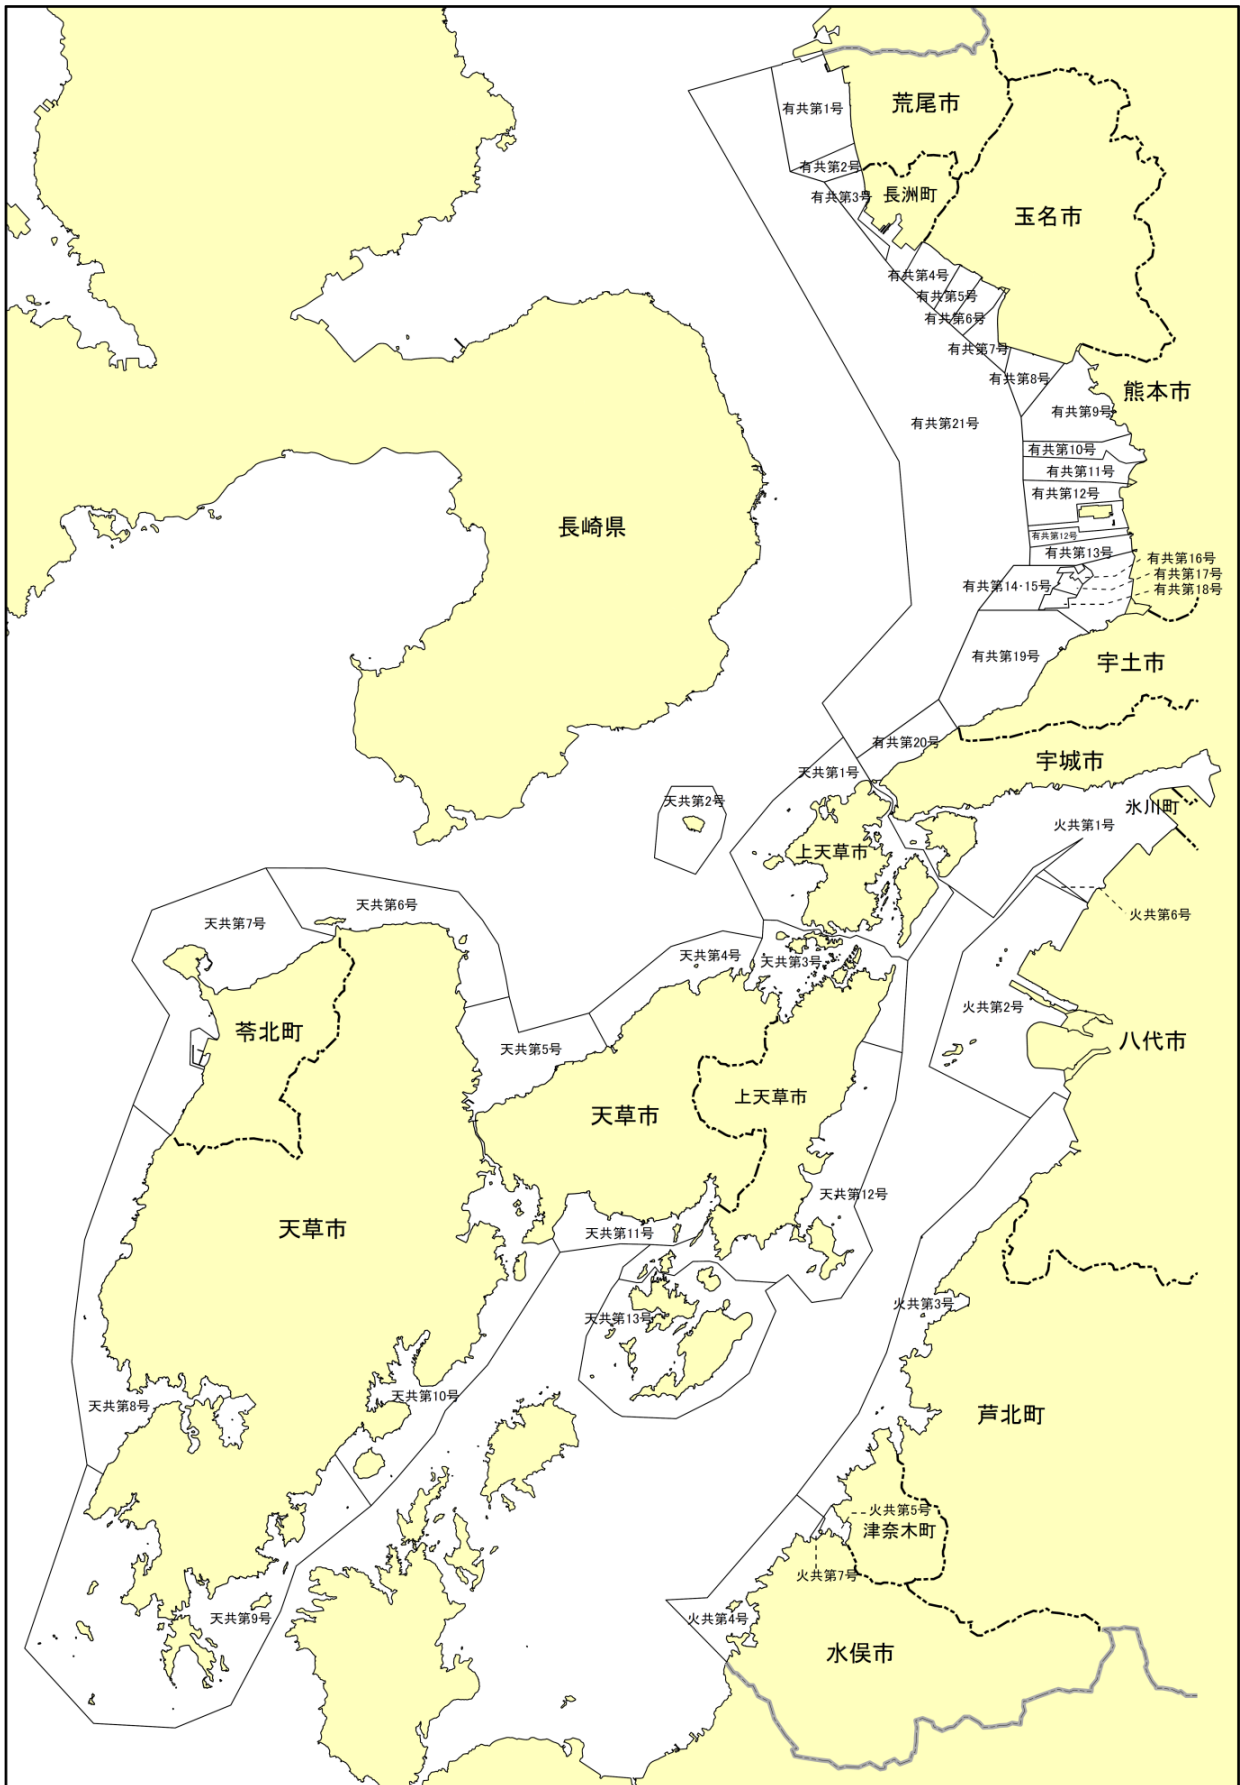 荒尾市
有共第1号
有共第2号
長洲町
有共第3号
玉名市
有共第4号
有共第5号
有共第6号
有共第7号
有共第8号
熊本市
有共第9号
有共第21号
有共第10号
有共第11号
有共第12号
長崎県
有共第12号
有共第13号
有共第16号
有共第17号
有共第14・15号
有共第18号
有共第19号
宇土市
有共第20号
宇城市
天共第1号
天共第2号
氷川町
火共第1号
上天草市
天共第6号
火共第6号
天共第7号
天共第4号
天共第3号
火共第2号
苓北町
八代市
天共第5号
上天草市
天草市
天共第12号
天草市
天共第11号
火共第3号
天共第13号
天共第10号
天共第8号
芦北町
火共第5号
津奈木町
火共第7号
天共第9号
火共第4号
水俣市